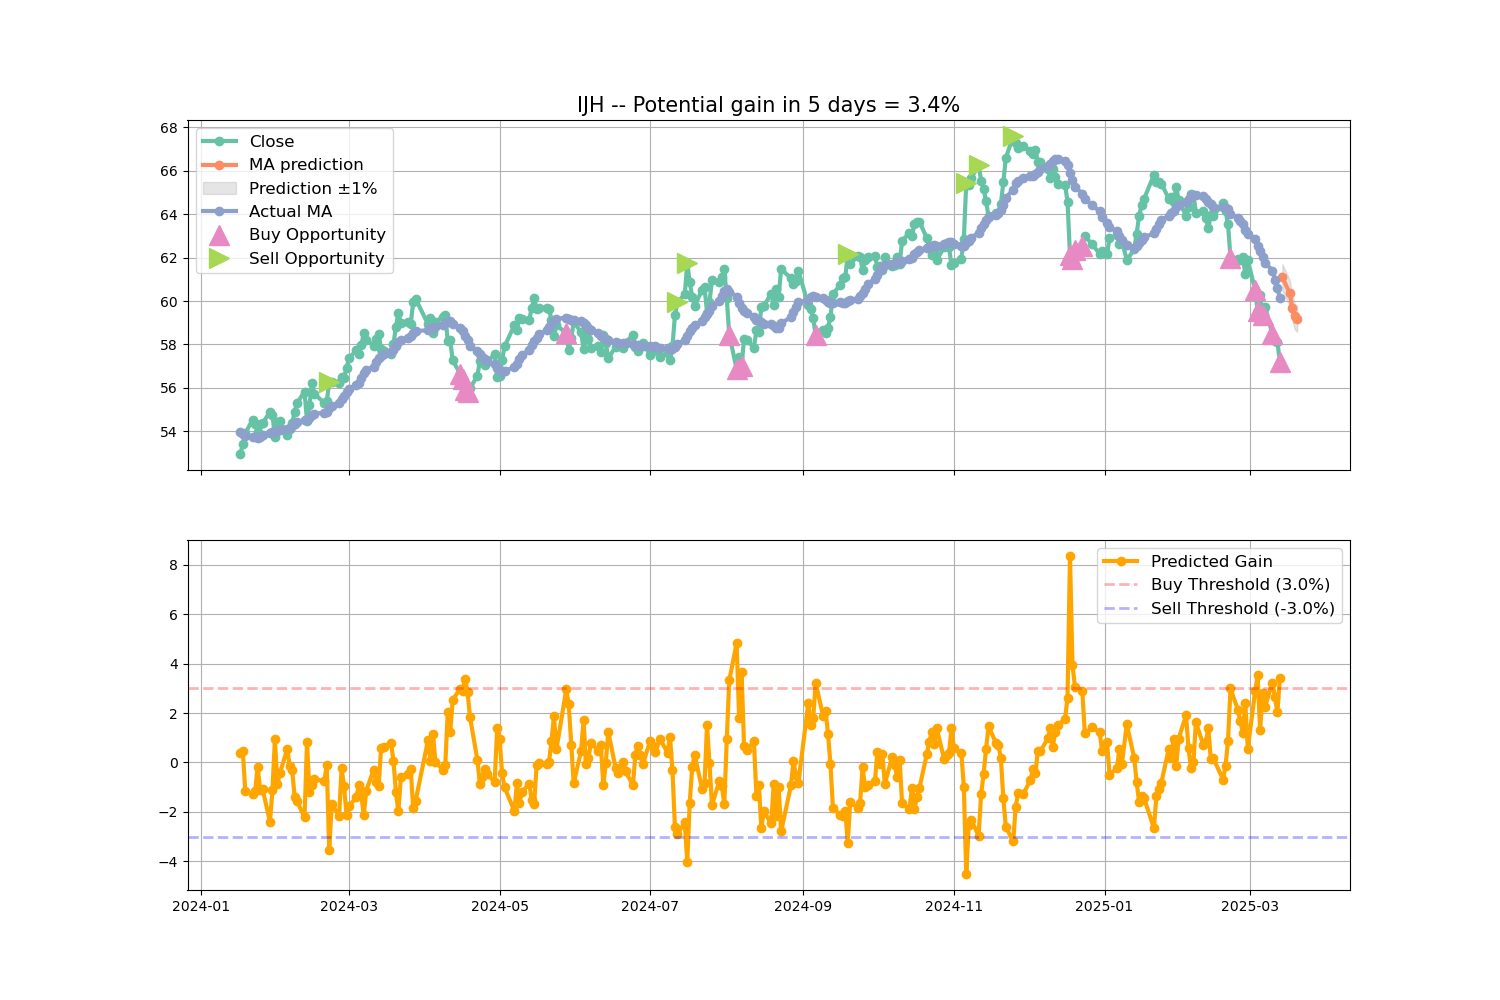 IJH -- Potential gain in 5 days = 3.4%
68
66
64
62
60
58
56
54
Close
MA prediction
Prediction ±1%
Actual MA
Buy Opportunity
Sell Opportunity
8
6
4
2
0
−2
−4
Predicted Gain
Buy Threshold (3.0%)
Sell Threshold (-3.0%)
2024-01
2024-03
2024-05
2024-07
2024-09
2024-11
2025-01
2025-03